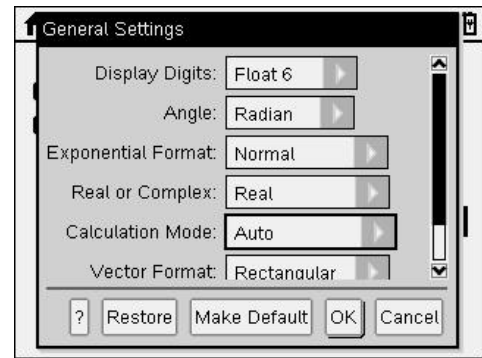 General Settings
Display Digits: Float 6
Angle: Radian
Exponential Format: Normal
Real or Complex: Real
Calculation Mode: Auto
Vector Format: Rectangular
? Restore Make Default OK Cancel